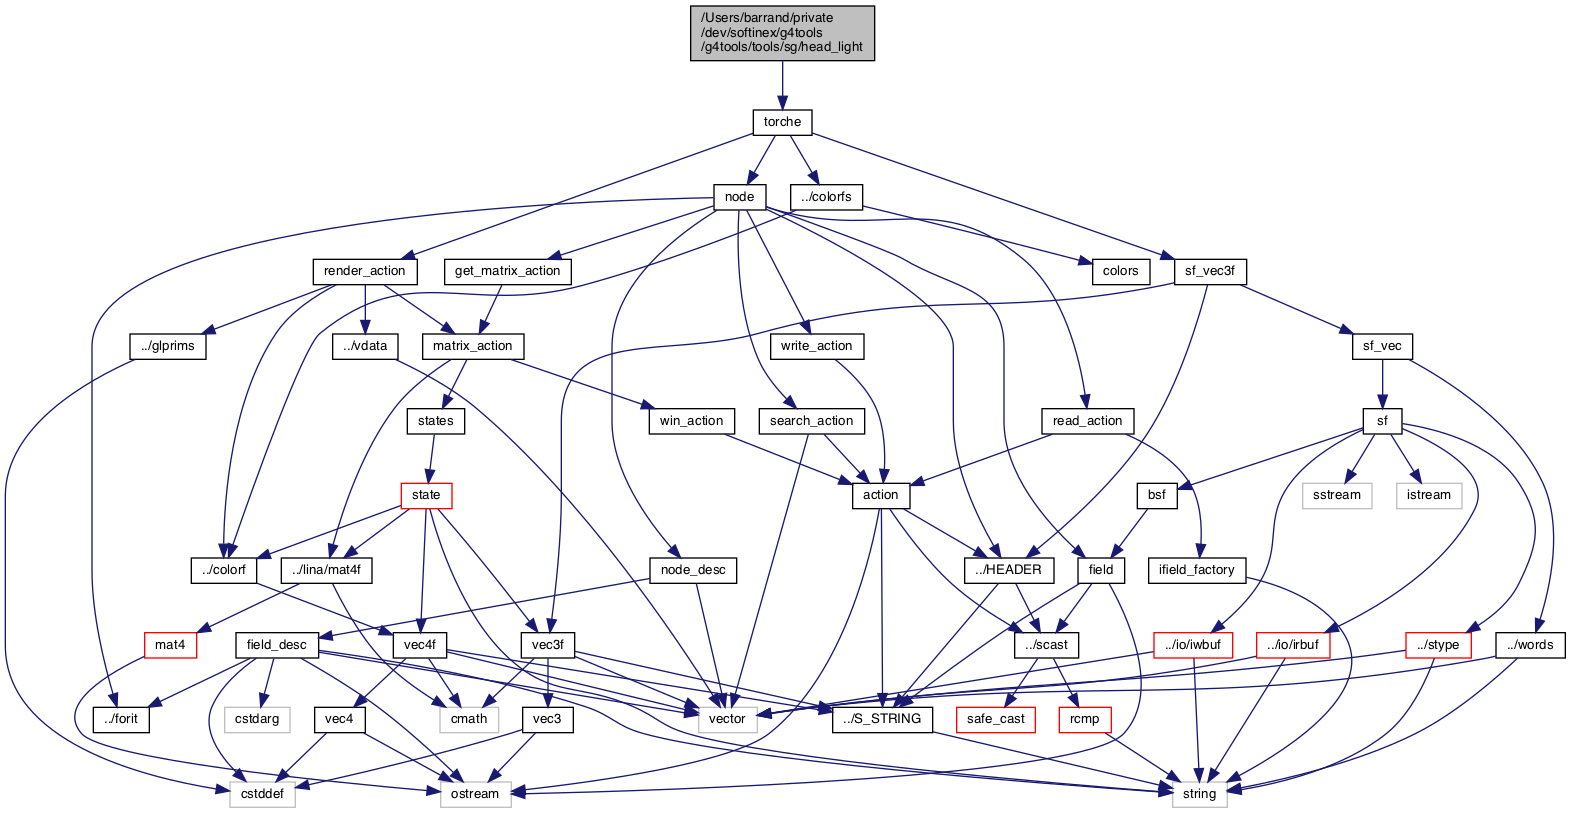 /Users/barrand/private
/dev/softinex/g4tools
/g4tools/tools/sg/head_light
torche
node
../colorfs
render_action
get_matrix_action
colors
sf_vec3f
../glprims
../vdata
matrix_action
write_action
sf_vec
states
win_action
search_action
read_action
sf
state
action
bsf
sstream
istream
../colorf
../lina/mat4f
node_desc
../HEADER
field
ifield_factory
mat4
field_desc
vec4f
vec3f
../scast
../io/iwbuf
../io/irbuf
../stype
../words
../forit
cstdarg
vec4
cmath
vec3
vector
../S_STRING
safe_cast
rcmp
cstddef
ostream
string